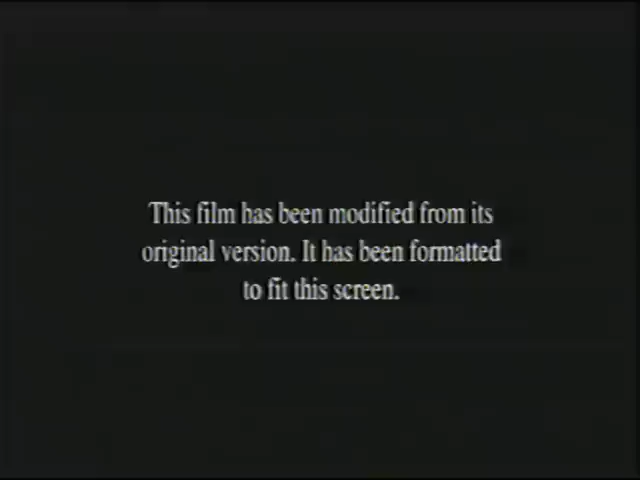 This film has been modified from its
original version. It has been formatted
to fit this screen.